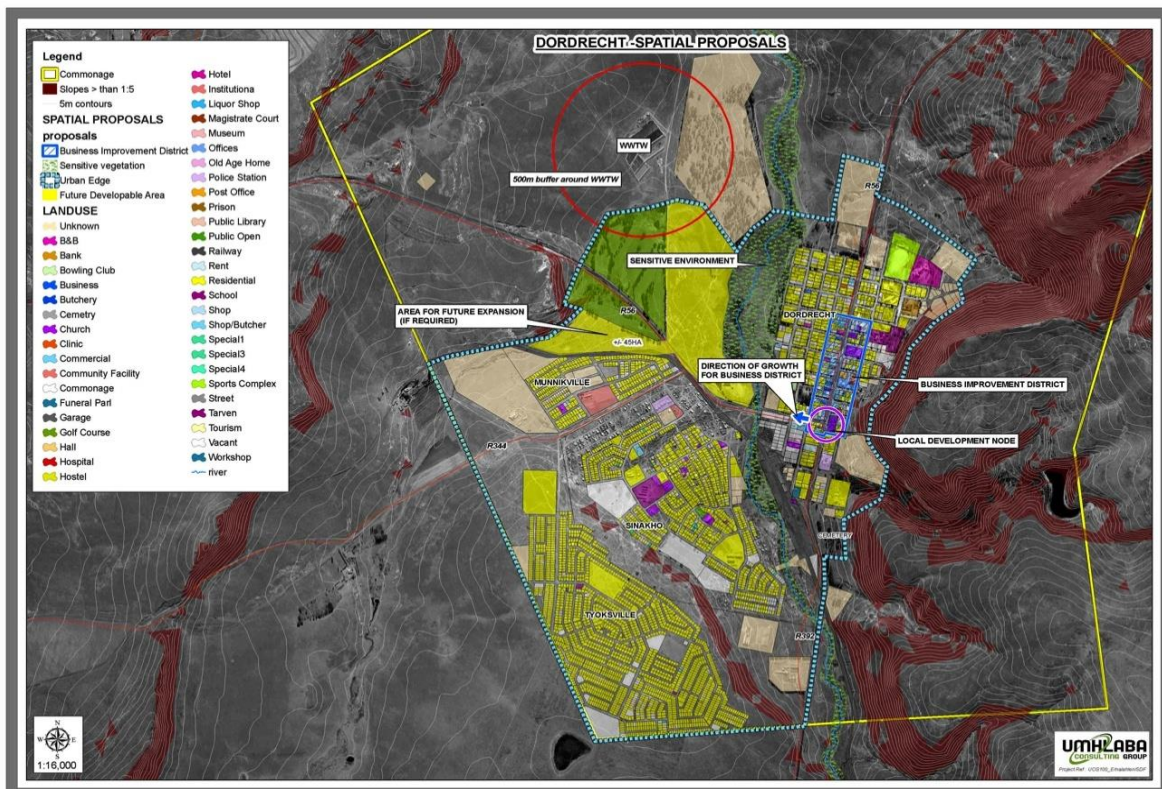 DORDRECHT -SPATIAL PROPOSALS
Legend
Commonage
Slopes > than 1:5
5m contours
SPATIAL PROPOSALS
proposals
Business Improvement District
Sensitive vegetation
Urban Edge
Future Developable Area
LANDUSE
Unknown
B&B
Bank
Bowling Club
Business
Butchery
Cemetry
Church
Clinic
Commercial
Community Facility
Commonage
Funeral Parl
Garage
Golf Course
Hall
Hospital
Hostel
Hotel
Institutiona
Liquor Shop
Magistrate Court
Museum
Offices
Old Age Home
Police Station
Post Office
Prison
Public Library
Public Open
Railway
Rent
Residential
School
Shop
Shop/Butcher
Special1
Special3
Special4
Sports Complex
Street
Tarven
Tourism
Vacant
Workshop
river
WWTW
500m buffer around WWTW
R56
SENSITIVE ENVIRONMENT
AREA FOR FUTURE EXPANSION
(IF REQUIRED)
R56
+/- 45HA
DORDRECHT
DIRECTION OF GROWTH
FOR BUSINESS DISTRICT
MUNNIKVILLE
BUSINESS IMPROVEMENT DISTRICT
LOCAL DEVELOPMENT NODE
R344
SINAKHO
CEMETERY
TYOKSVILLE
R392
N
W
E
S
1:16,000
UMHLABA
CONSULTING GROUP